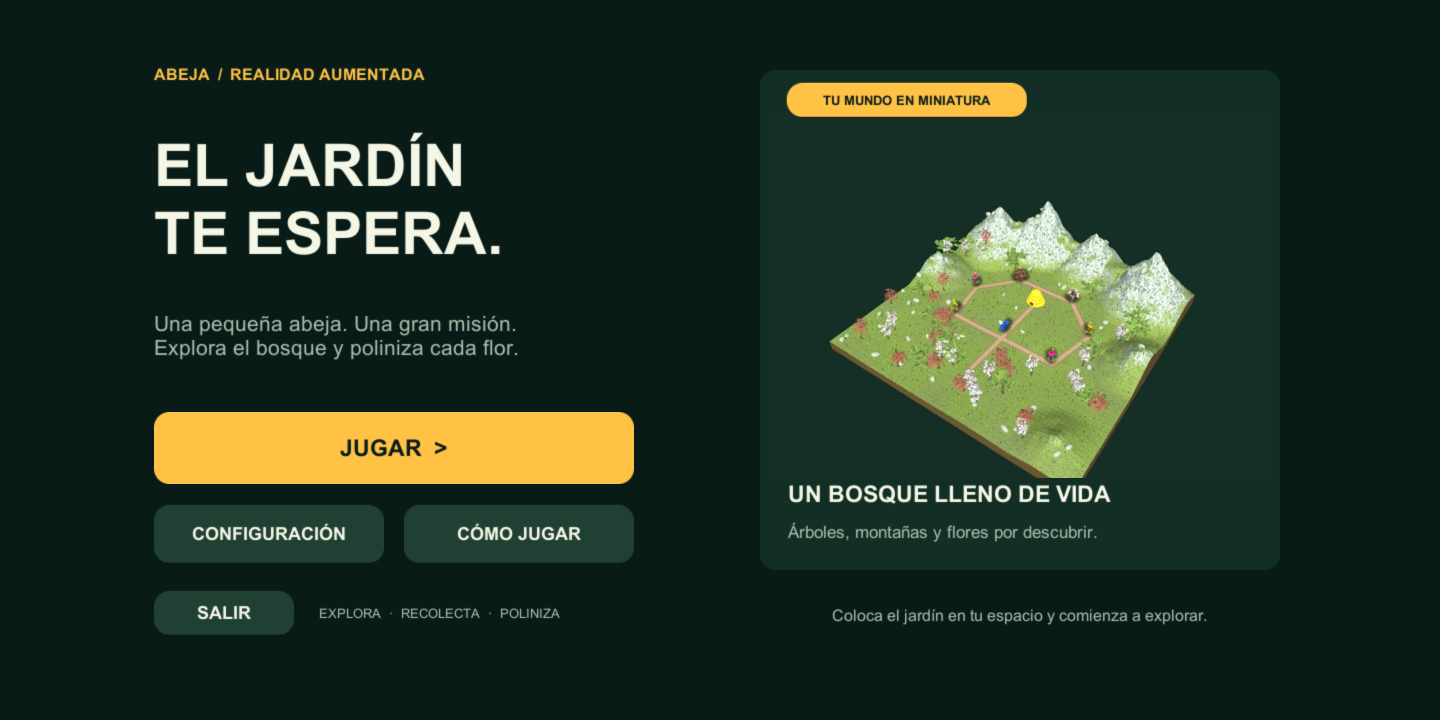 ABEJA / REALIDAD AUMENTADA
EL JARDÍN
TE ESPERA.
Una pequeña abeja. Una gran misión.
Explora el bosque y poliniza cada flor.
JUGAR >
CONFIGURACIÓN
CÓMO JUGAR
SALIR
EXPLORA · RECOLECTA · POLINIZA
TU MUNDO EN MINIATURA
UN BOSQUE LLENO DE VIDA
Árboles, montañas y flores por descubrir.
Coloca el jardín en tu espacio y comienza a explorar.